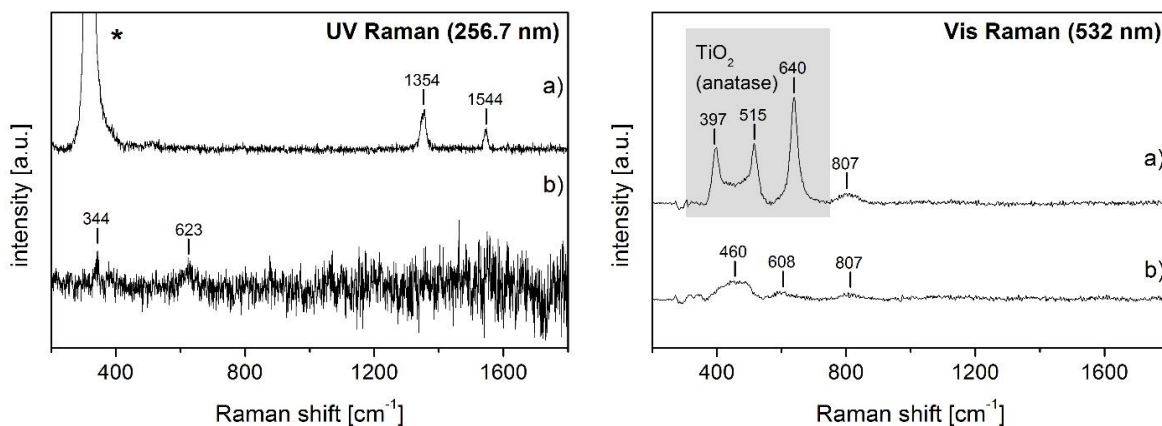 UV Raman (256.7 nm)
*
a)
1354
1544
b)
344
623
intensity [a.u.]
400 800 1200 1600
Raman shift [cm⁻¹]
Vis Raman (532 nm)
TiO₂
(anatase)
640
397
515
807
a)
460
608
807
b)
intensity [a.u.]
400 800 1200 1600
Raman shift [cm⁻¹]